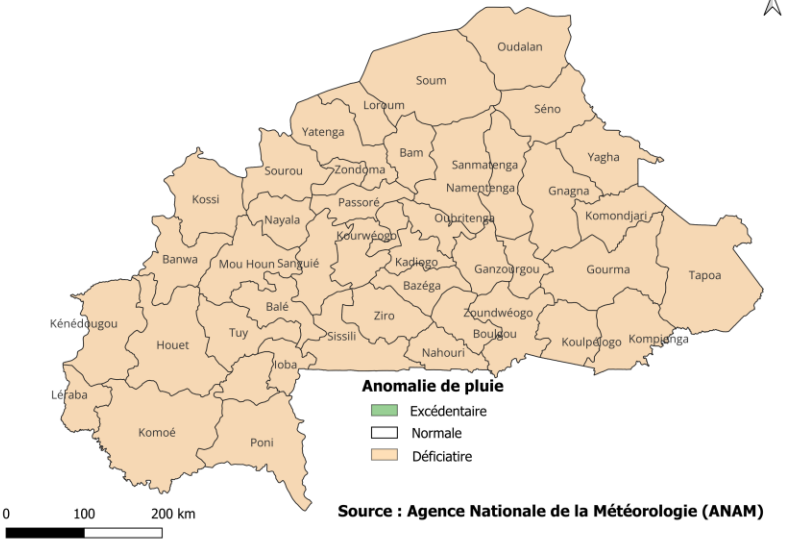 Oudalan
Soum
Séno
Loroum
Yatenga
Bam
Yagha
Sanmatenga
Sourou
Zondoma
Gnagna
Namentenga
Kossi
Passoré
Komondjari
Nayala
Oubritenga
Kourwéogo
Banwa
Mou Houn
Sanguié
Kadiogo
Ganzourgou
Gourma
Tapoa
Bazéga
Balé
Zoundwéogo
Ziro
Kénédougou
Tuy
Sissili
Boulgou
Houet
Koulpélogo
Kompienga
Nahouri
Ioba
Léraba
Komoé
Poni
Anomalie de pluie
Excédentaire
Normale
Déficiatire
0 100 200 km
Source : Agence Nationale de la Météorologie (ANAM)